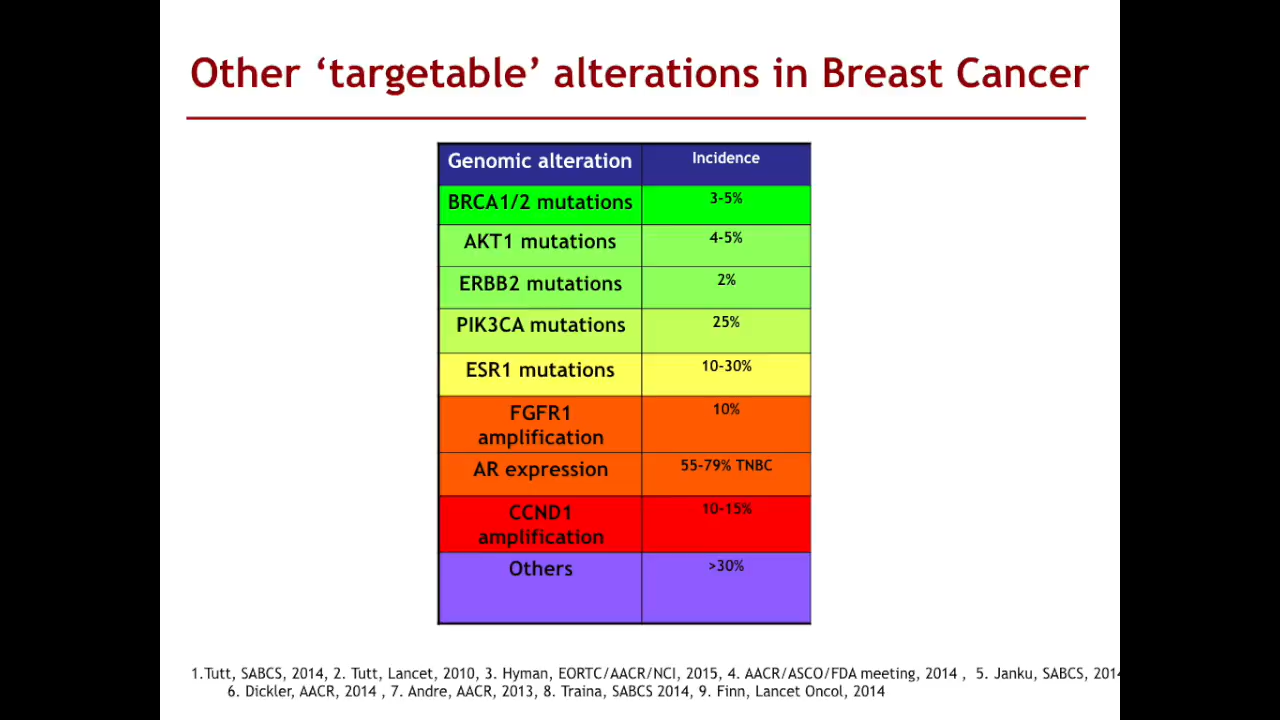 Other ‘targetable’ alterations in Breast Cancer
Genomic alteration Incidence
BRCA1/2 mutations 3-5%
AKT1 mutations 4-5%
ERBB2 mutations 2%
PIK3CA mutations 25%
ESR1 mutations 10-30%
FGFR1 10%
amplification
AR expression 55-79% TNBC
CCND1 10-15%
amplification
Others >30%
1.Tutt, SABCS, 2014, 2. Tutt, Lancet, 2010, 3. Hyman, EORTC/AACR/NCI, 2015, 4. AACR/ASCO/FDA meeting, 2014 , 5. Janku, SABCS, 2014
6. Dickler, AACR, 2014 , 7. Andre, AACR, 2013, 8. Traina, SABCS 2014, 9. Finn, Lancet Oncol, 2014